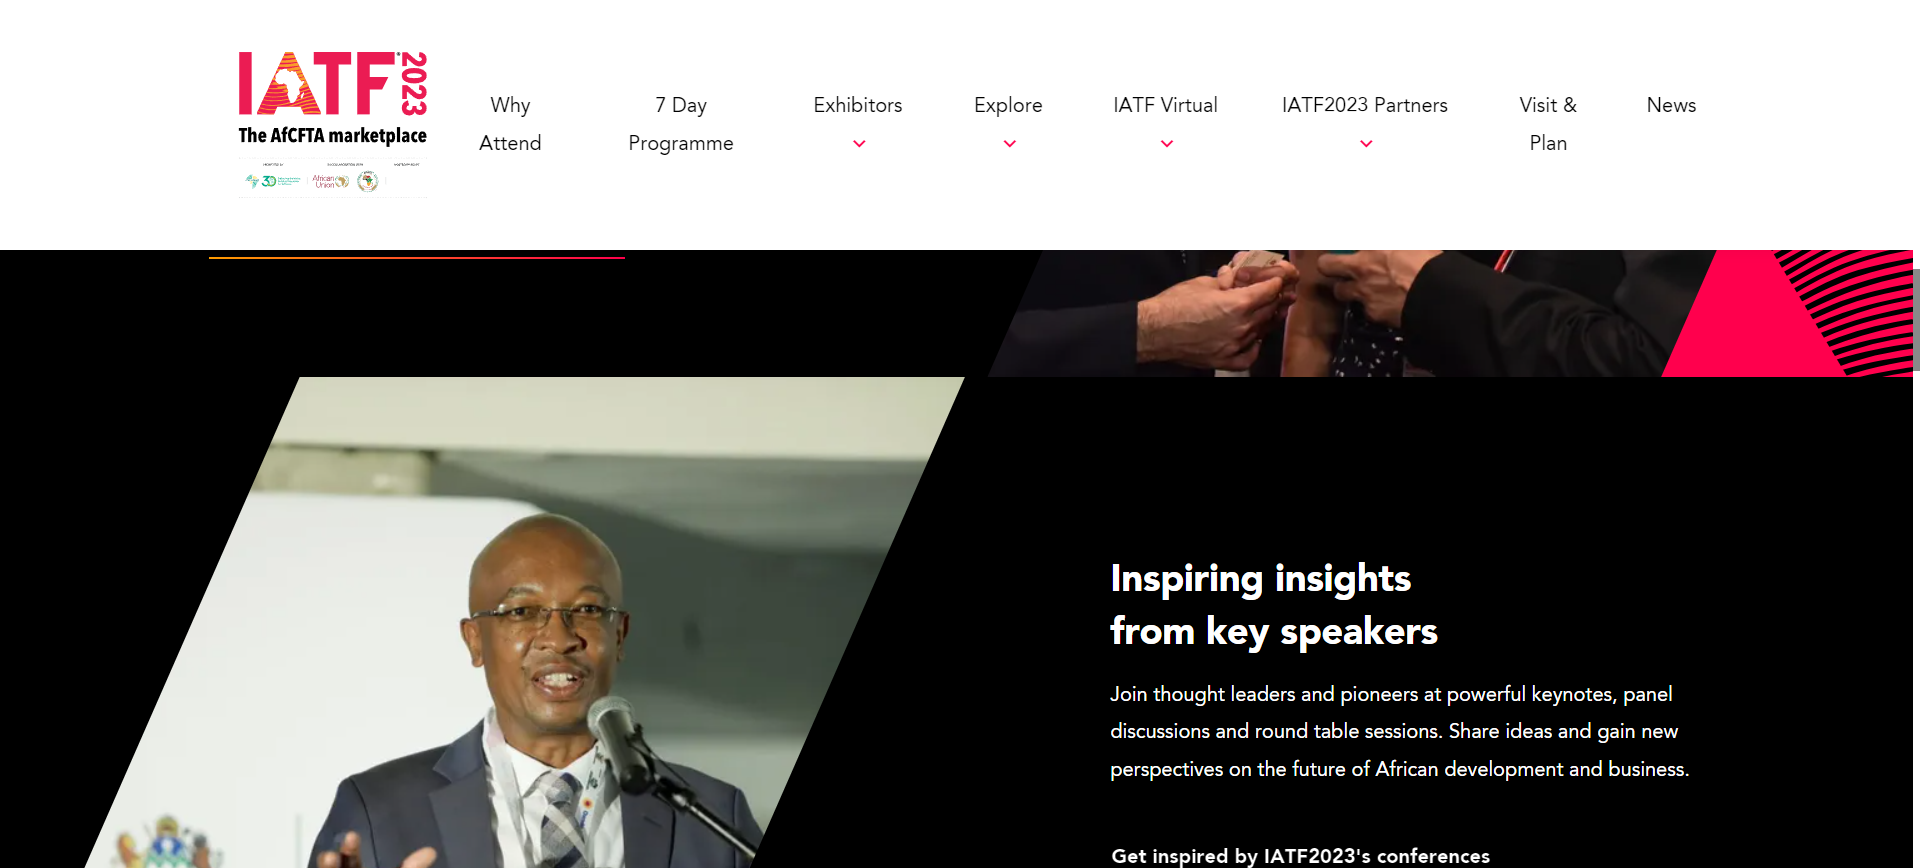 IATF 2023
The AfCFTA marketplace
African
Union
Why
Attend
7 Day
Programme
Exhibitors
Explore
IATF Virtual
IATF2023 Partners
Visit &
Plan
News
Inspiring insights
from key speakers
Join thought leaders and pioneers at powerful keynotes, panel
discussions and round table sessions. Share ideas and gain new
perspectives on the future of African development and business.
Get inspired by IATF2023's conferences